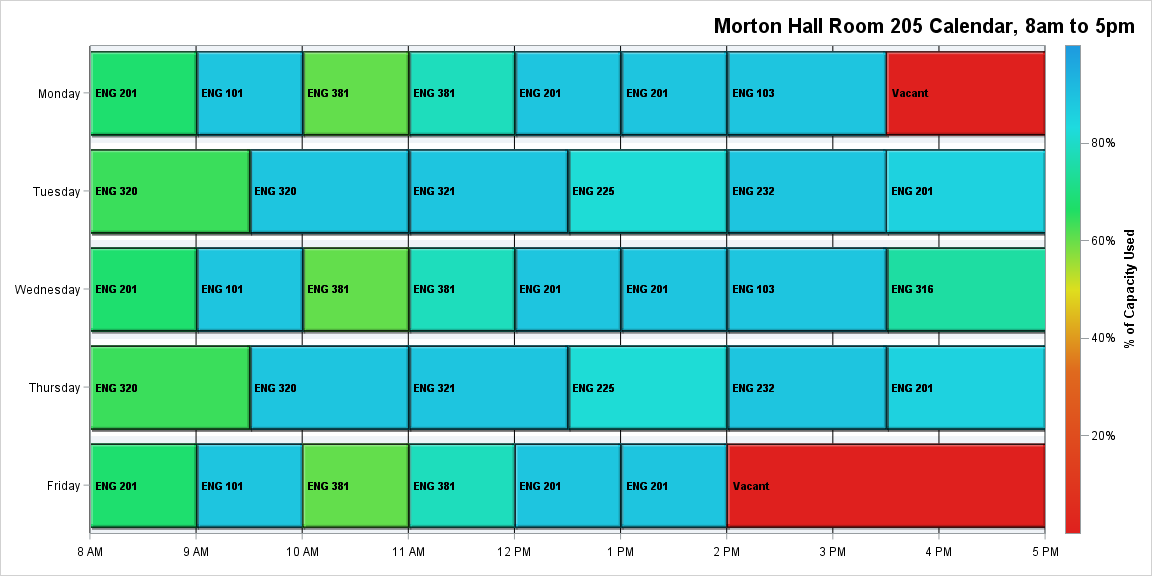 Morton Hall Room 205 Calendar, 8am to 5pm
Monday ENG 201 ENG 101 ENG 381 ENG 381 ENG 201 ENG 201 ENG 103 Vacant
Tuesday ENG 320 ENG 320 ENG 321 ENG 225 ENG 232 ENG 201
Wednesday ENG 201 ENG 101 ENG 381 ENG 381 ENG 201 ENG 201 ENG 103 ENG 316
Thursday ENG 320 ENG 320 ENG 321 ENG 225 ENG 232 ENG 201
Friday ENG 201 ENG 101 ENG 381 ENG 381 ENG 201 ENG 201 Vacant
8 AM 9 AM 10 AM 11 AM 12 PM 1 PM 2 PM 3 PM 4 PM 5 PM
80%
60%
40%
20%
% of Capacity Used